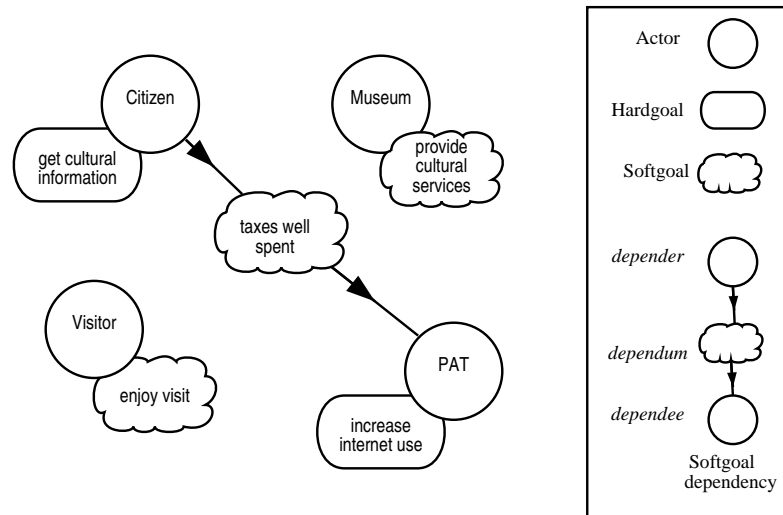 Citizen
Museum
get cultural
information
provide
cultural
services
taxes well
spent
Visitor
enjoy visit
PAT
increase
internet use
Actor
Hardgoal
Softgoal
depender
dependum
dependee
Softgoal
dependency